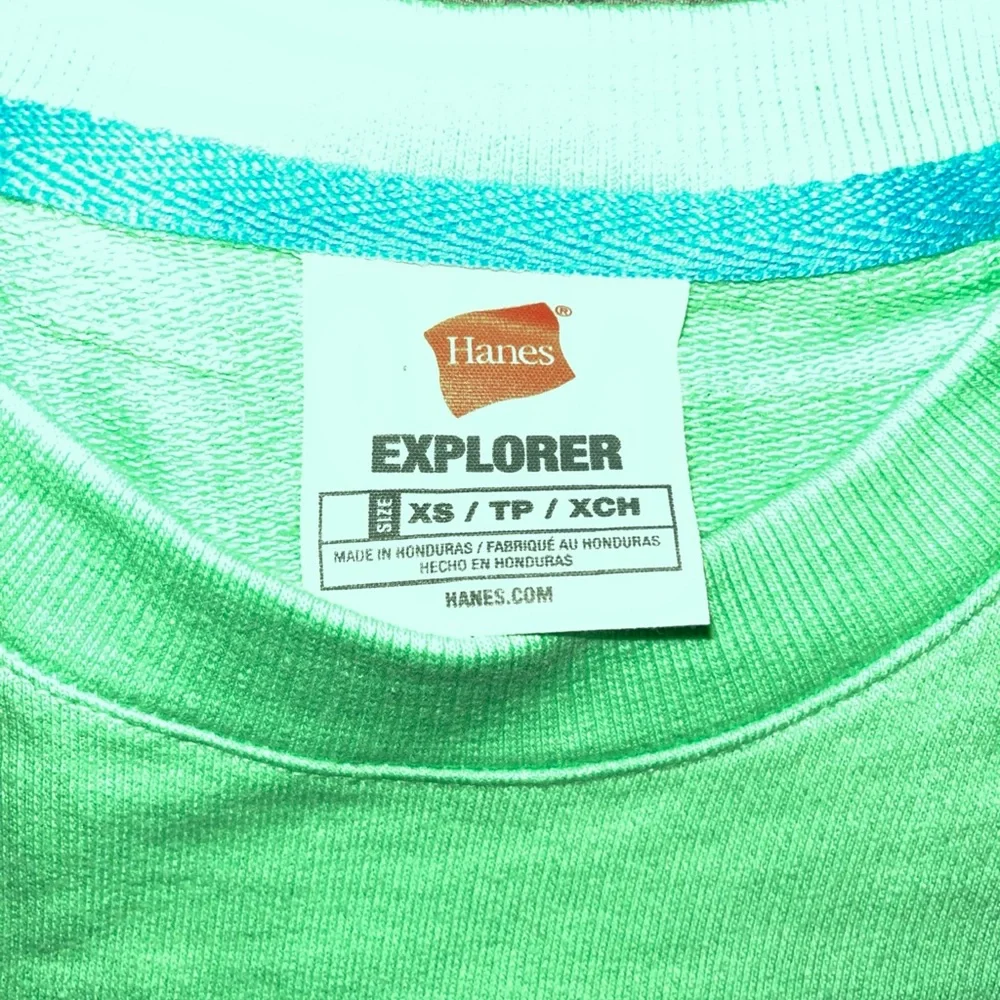 Hanes®
EXPLORER
SIZE XS / TP / XCH
MADE IN HONDURAS / FABRIQUÉ AU HONDURAS
HECHO EN HONDURAS
HANES.COM